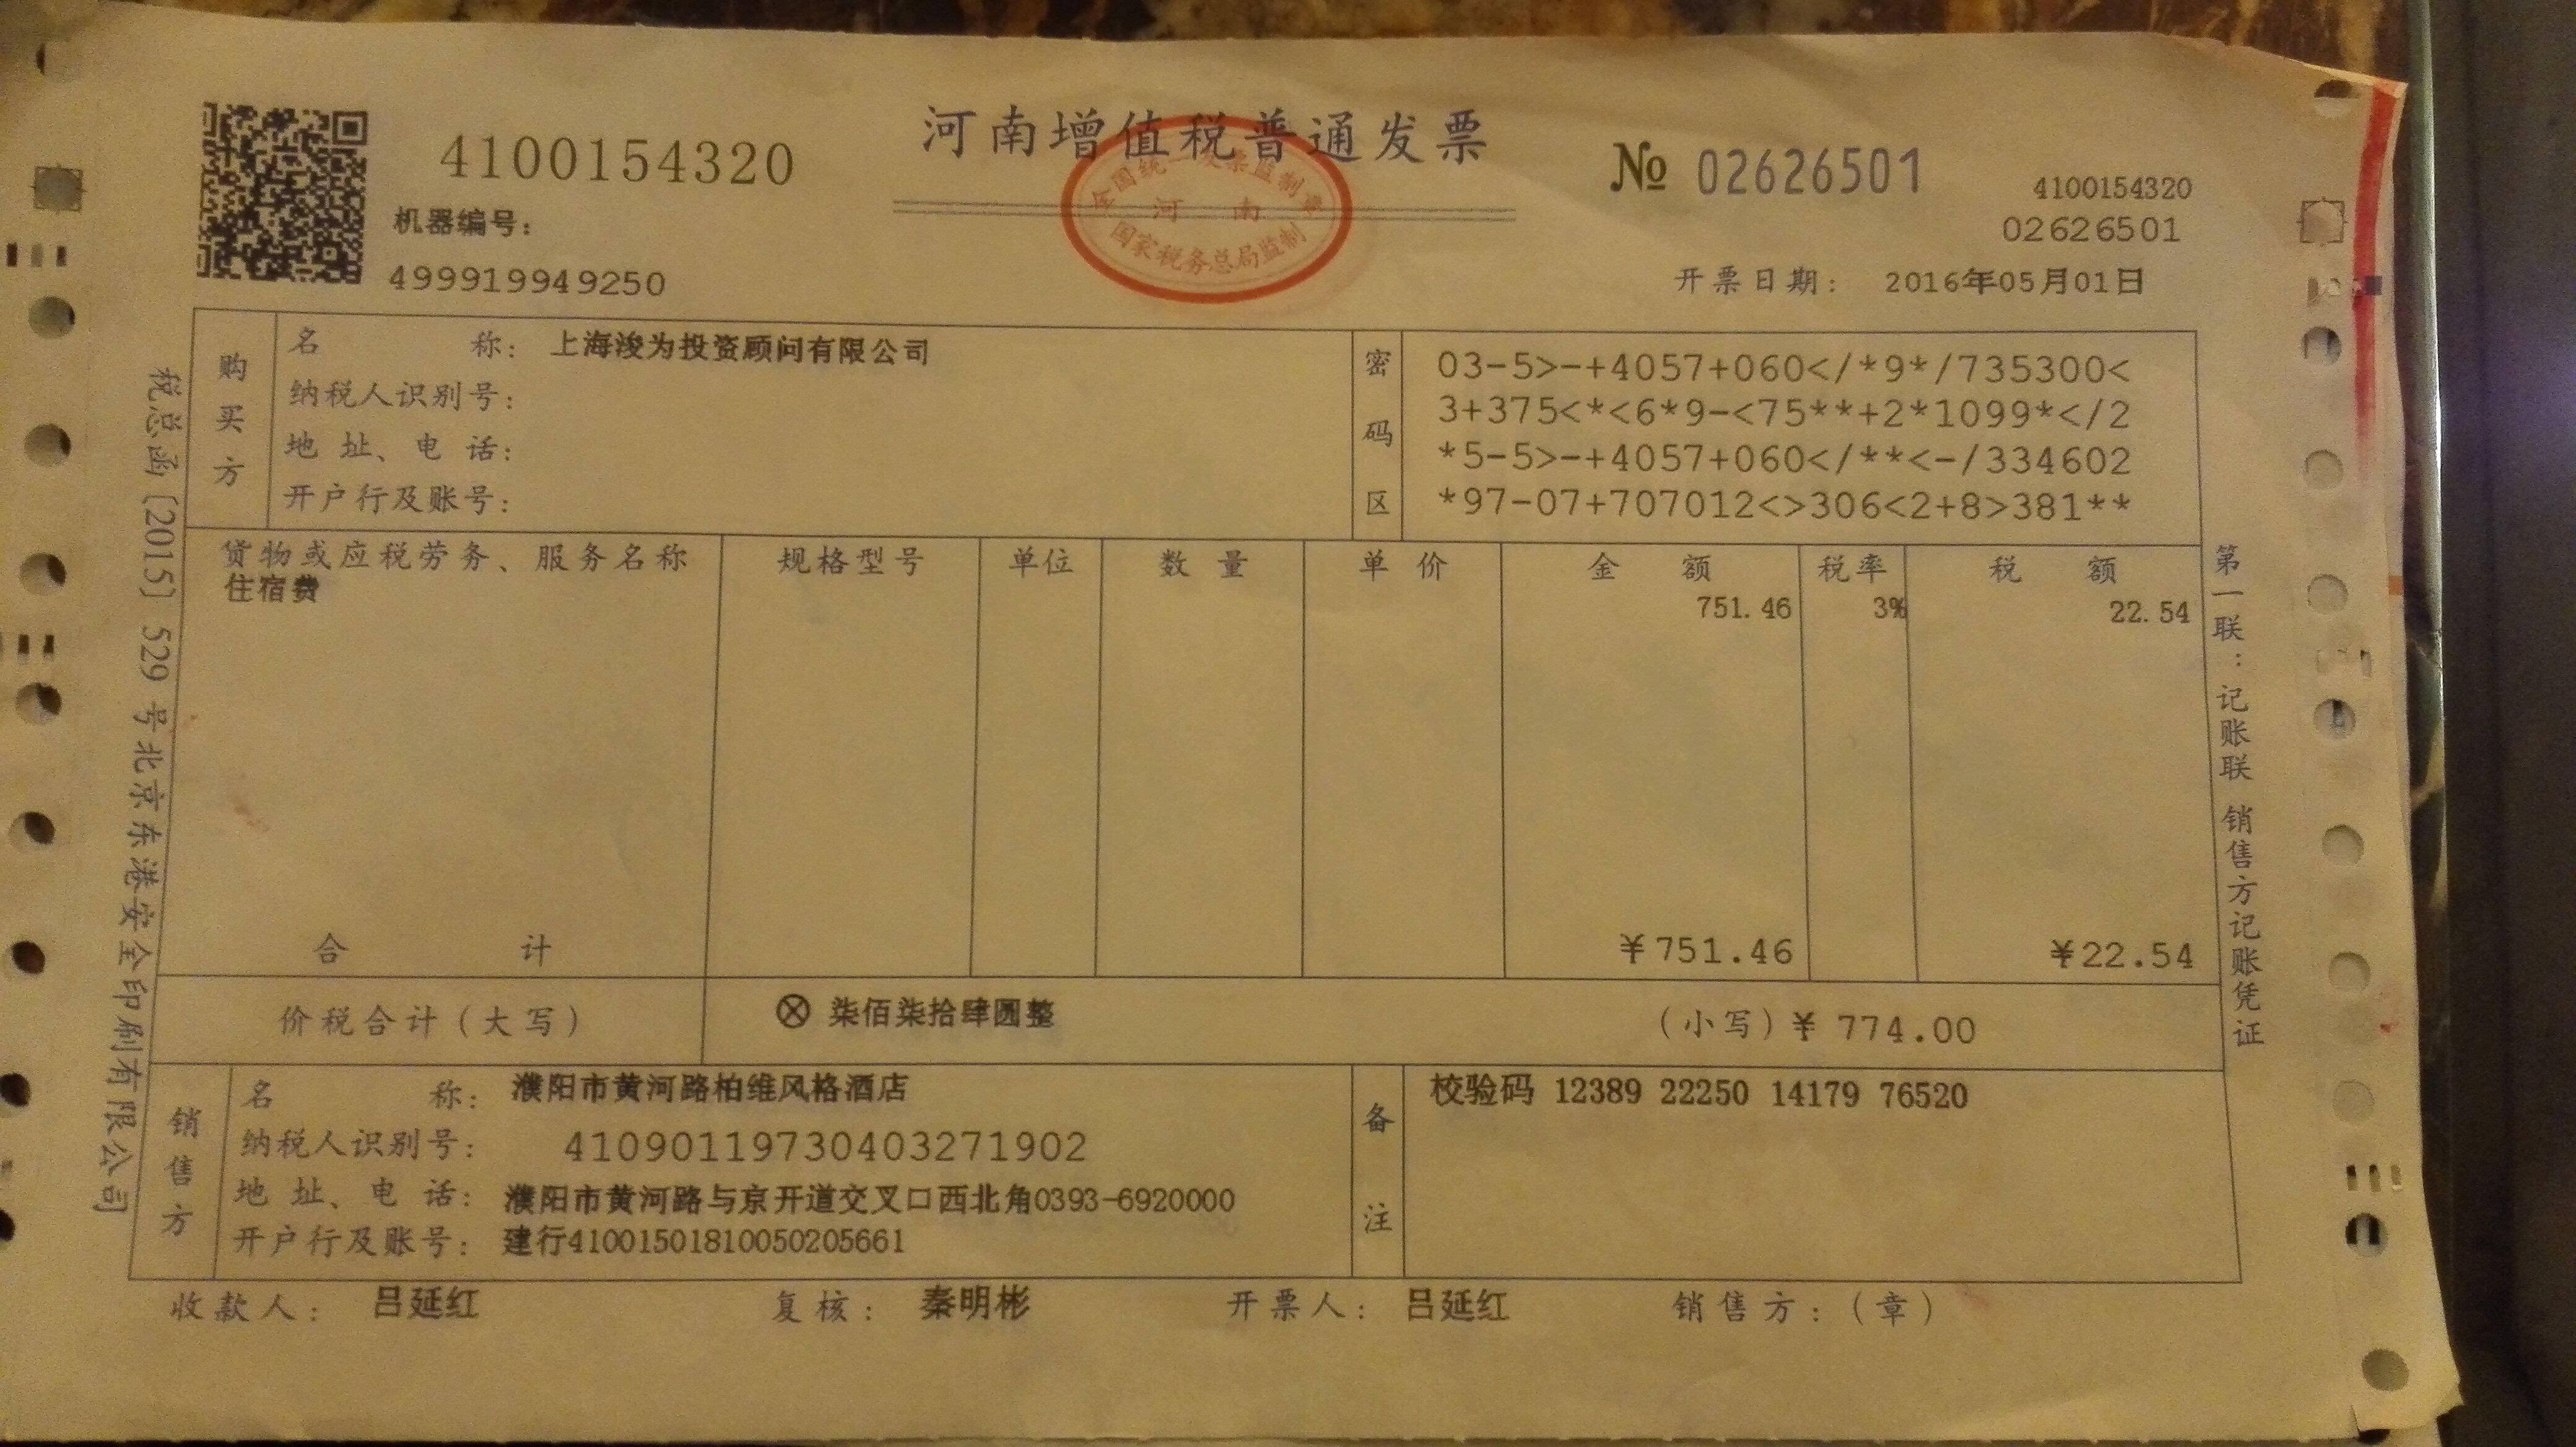 河南增值税普通发票
4100154320
№ 02626501
4100154320
02626501
机器编号：
499919949250
开票日期： 2016年05月01日
全国统一发票监制章
河 南
国家税务总局监制
购买方
名 称： 上海浚为投资顾问有限公司
纳税人识别号：
地 址、电 话：
开户行及账号：
密码区
03-5>-+4057+060</*9*/735300<
3+375<*<6*9-<75**+2*1099*</2
*5-5>-+4057+060</**<-/334602
*97-07+707012<>306<2+8>381**
货物或应税劳务、服务名称 规格型号 单位 数 量 单 价 金 额 税率 税 额
住宿费 751.46 3% 22.54
合 计 ￥751.46 ￥22.54
价税合计（大写） ⊗ 柒佰柒拾肆圆整 （小写）￥ 774.00
销售方
名 称： 濮阳市黄河路柏维风格酒店
纳税人识别号： 41090119730403271902
地 址、电 话： 濮阳市黄河路与京开道交叉口西北角0393-6920000
开户行及账号： 建行41001501810050205661
备注
校验码 12389 22250 14179 76520
收款人： 吕延红 复核： 秦明彬 开票人： 吕延红 销售方：（章）
税总函〔2015〕529号北京东港安全印刷有限公司
第一联：记账联 销售方记账凭证